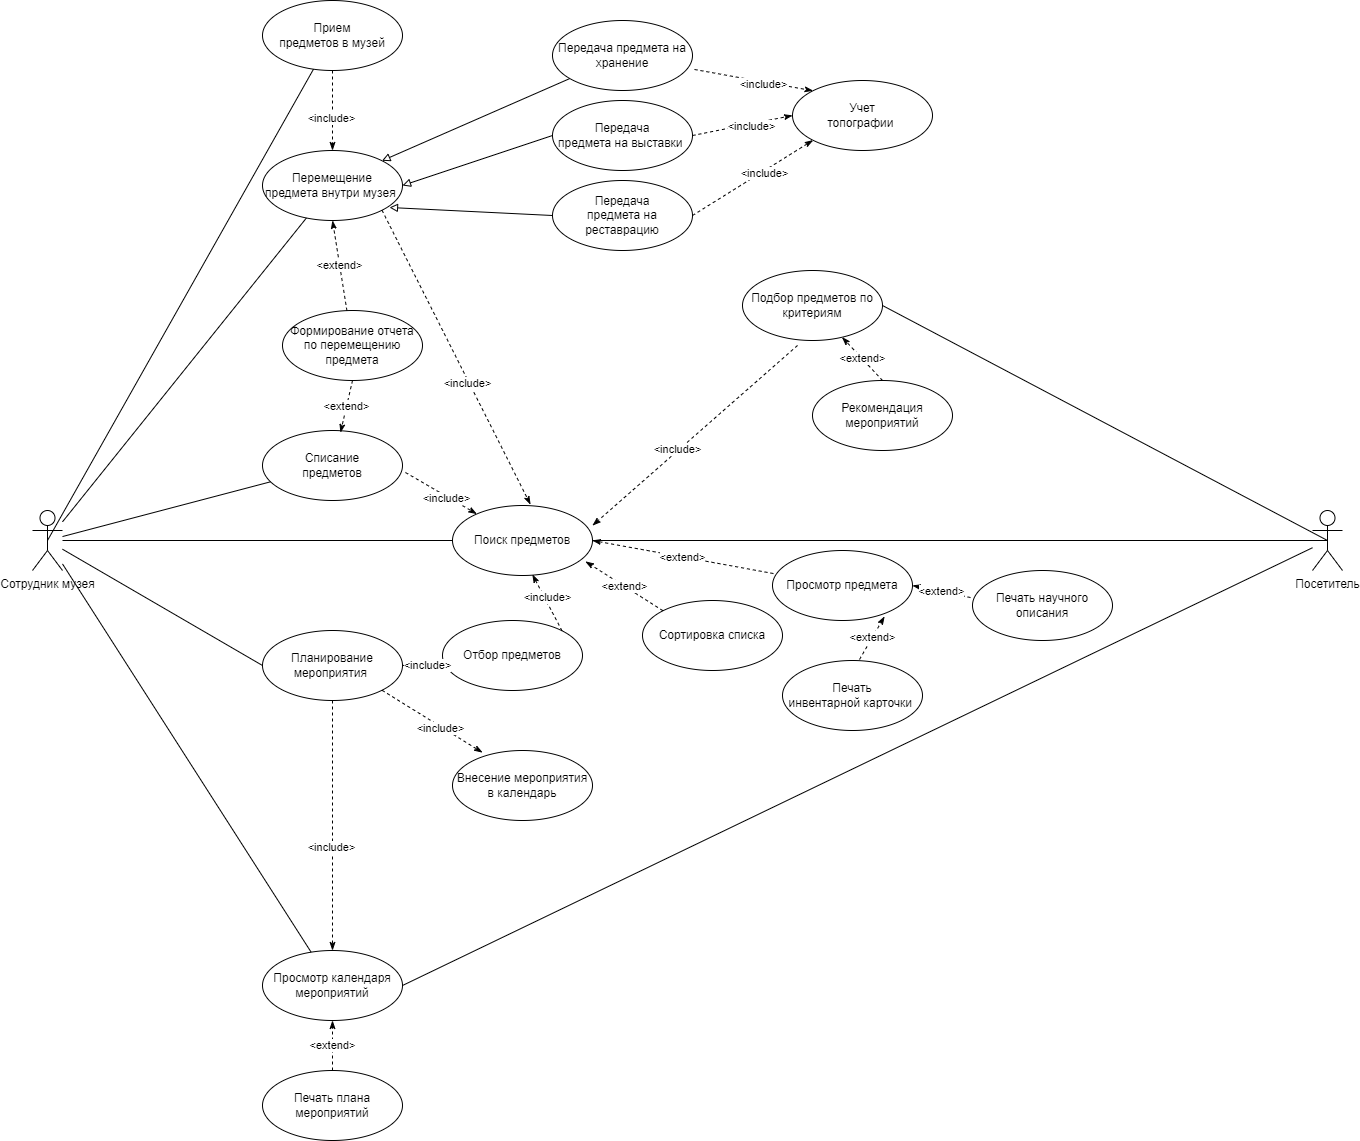 Прием
предметов в музей
<include>
Передача предмета на
хранение
<include>
Учет
топографии
Передача
предмета на выставки
<include>
Перемещение
предмета внутри музея
Передача
предмета на
реставрацию
<include>
<extend>
Формирование отчета
по перемещению
предмета
<include>
<extend>
Подбор предметов по
критериям
<extend>
Рекомендация
мероприятий
<include>
Списание
предметов
<include>
Поиск предметов
Сотрудник музея
Посетитель
<extend>
Просмотр предмета
<extend>
Печать научного
описания
<extend>
Сортировка списка
<extend>
Печать
инвентарной карточки
<include>
Планирование
мероприятия
<include>
Отбор предметов
<include>
Внесение мероприятия
в календарь
<include>
Просмотр календаря
мероприятий
<extend>
Печать плана
мероприятий